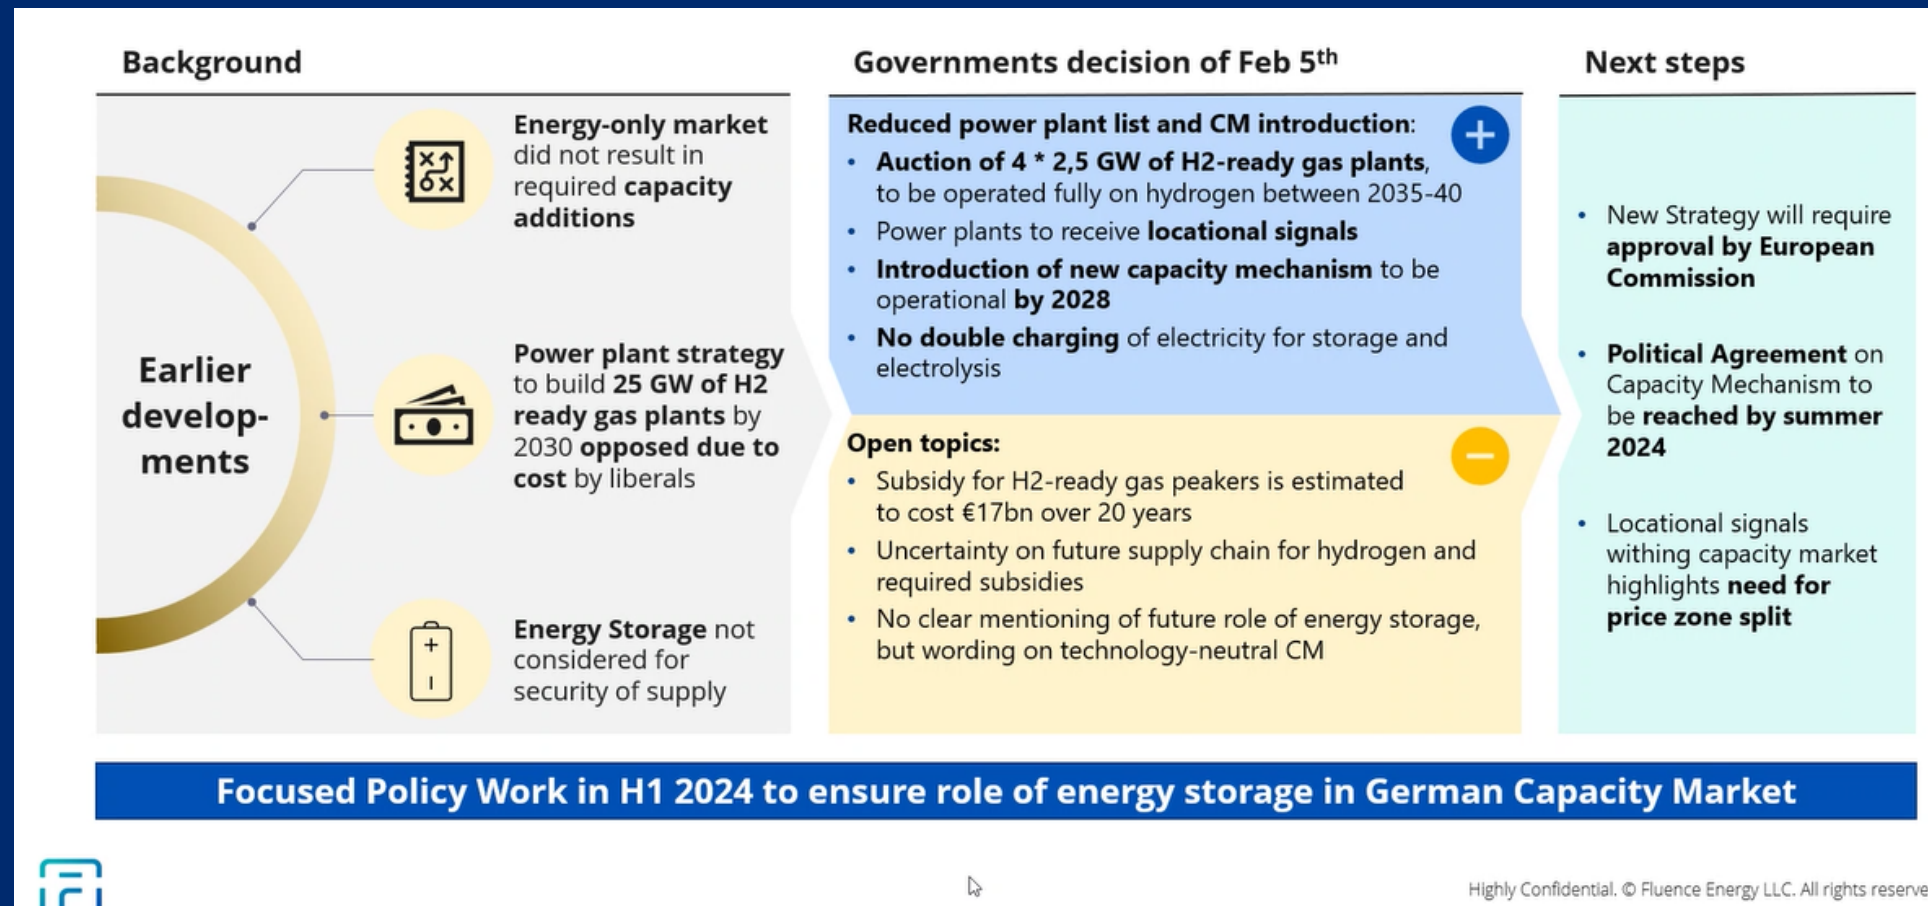 Background
Earlier
develop-
ments
Energy-only market
did not result in
required capacity
additions
Power plant strategy
to build 25 GW of H2
ready gas plants by
2030 opposed due to
cost by liberals
Energy Storage not
considered for
security of supply
Governments decision of Feb 5th
Reduced power plant list and CM introduction:
• Auction of 4 * 2,5 GW of H2-ready gas plants,
to be operated fully on hydrogen between 2035-40
• Power plants to receive locational signals
• Introduction of new capacity mechanism to be
operational by 2028
• No double charging of electricity for storage and
electrolysis
Open topics:
• Subsidy for H2-ready gas peakers is estimated
to cost €17bn over 20 years
• Uncertainty on future supply chain for hydrogen and
required subsidies
• No clear mentioning of future role of energy storage,
but wording on technology-neutral CM
Next steps
• New Strategy will require
approval by European
Commission
• Political Agreement on
Capacity Mechanism to
be reached by summer
2024
• Locational signals
withing capacity market
highlights need for
price zone split
Focused Policy Work in H1 2024 to ensure role of energy storage in German Capacity Market
Highly Confidential. © Fluence Energy LLC. All rights reserve